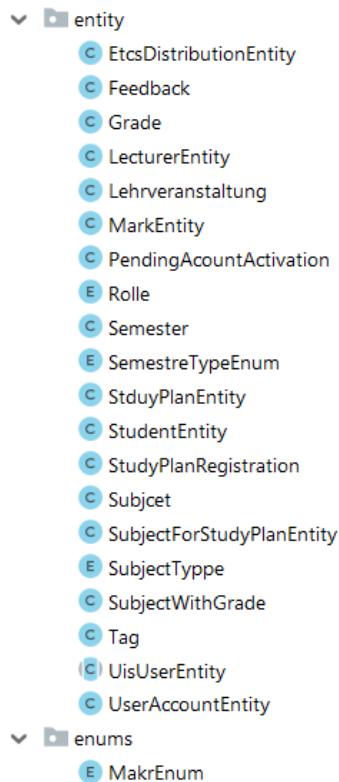 entity
C EtcsDistributionEntity
C Feedback
C Grade
C LecturerEntity
C Lehrveranstaltung
C MarkEntity
C PendingAcountActivation
E Rolle
C Semester
E SemestreTypeEnum
C StduyPlanEntity
C StudentEntity
C StudyPlanRegistration
C Subjcet
C SubjectForStudyPlanEntity
E SubjectTyppe
C SubjectWithGrade
C Tag
C UisUserEntity
C UserAccountEntity
enums
E MakrEnum